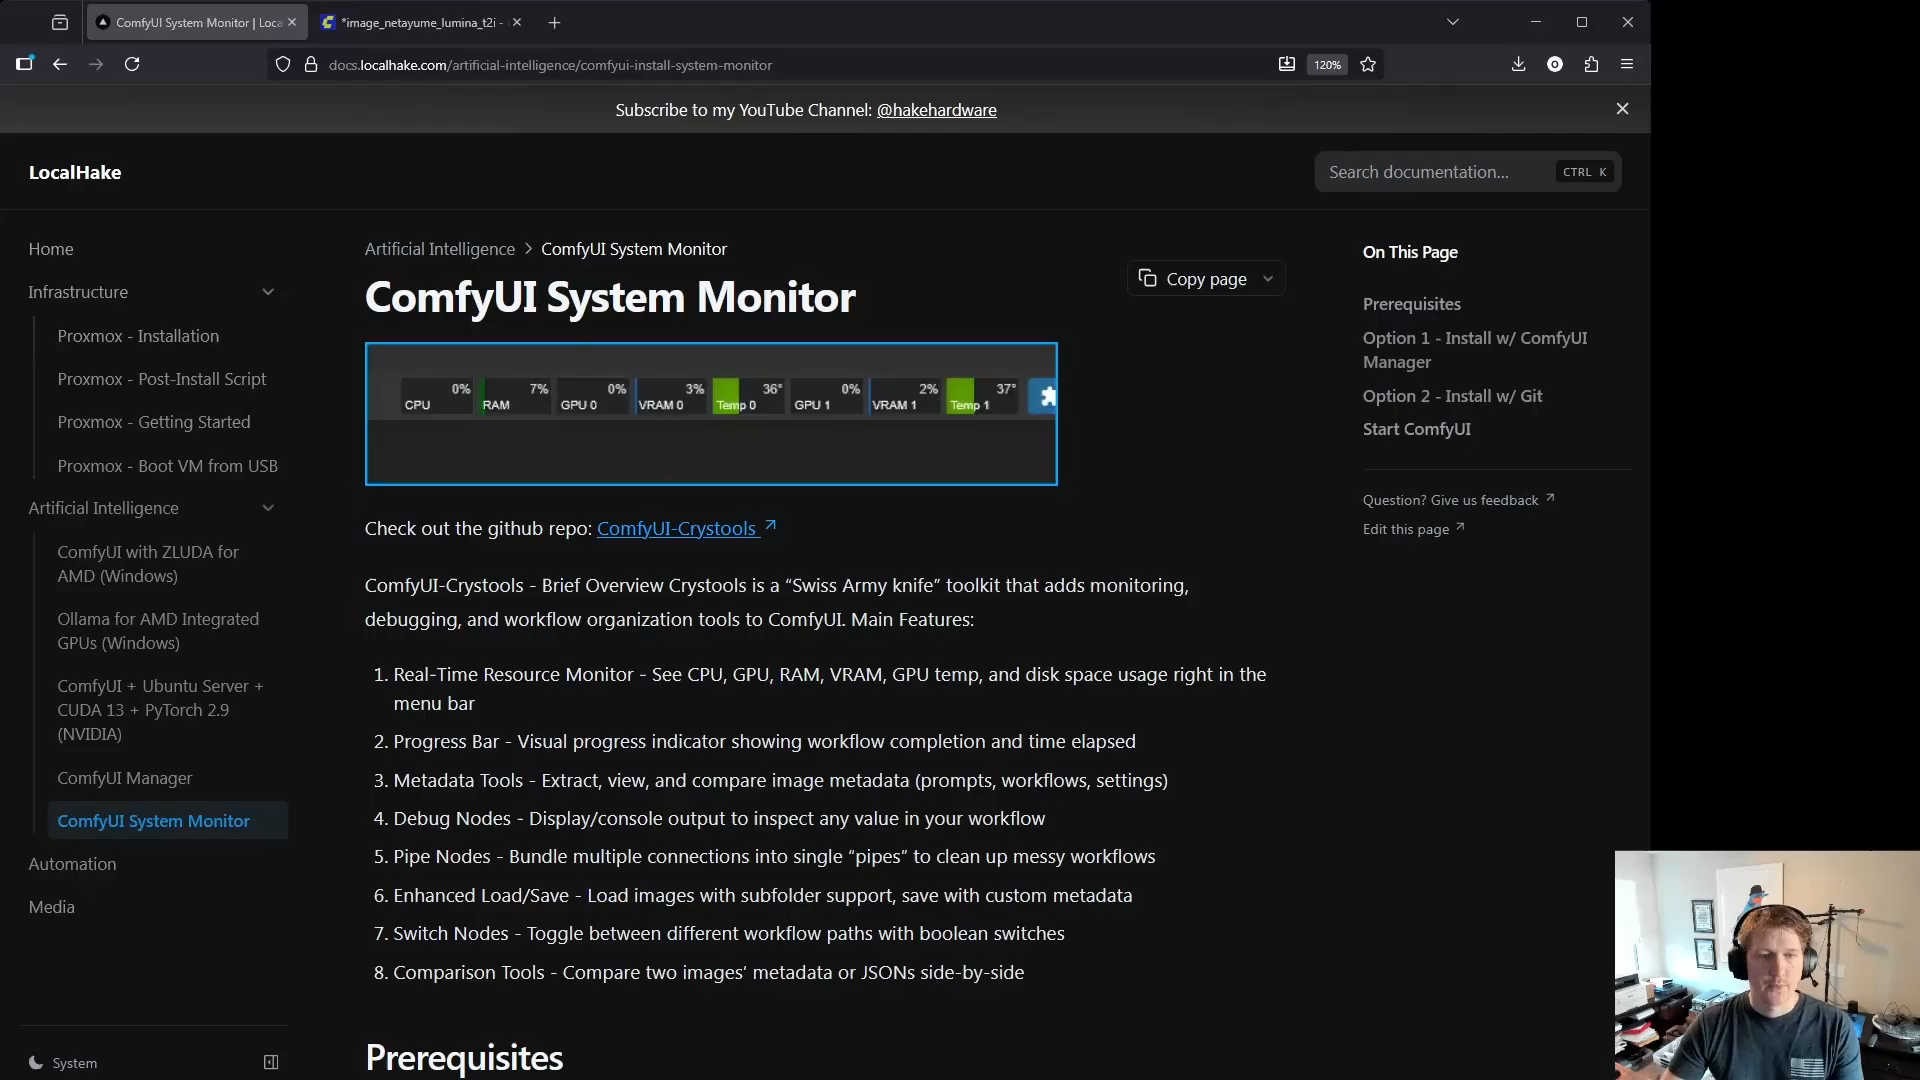 ComfyUI System Monitor | Loca
*image_netayume_lumina_t2i -
docs.localhake.com/artificial-intelligence/comfyui-install-system-monitor
120%
Subscribe to my YouTube Channel: @hakehardware
LocalHake
Search documentation...
CTRL K
Home
Infrastructure
Proxmox - Installation
Proxmox - Post-Install Script
Proxmox - Getting Started
Proxmox - Boot VM from USB
Artificial Intelligence
ComfyUI with ZLUDA for
AMD (Windows)
Ollama for AMD Integrated
GPUs (Windows)
ComfyUI + Ubuntu Server +
CUDA 13 + PyTorch 2.9
(NVIDIA)
ComfyUI Manager
ComfyUI System Monitor
Automation
Media
System
Artificial Intelligence > ComfyUI System Monitor
ComfyUI System Monitor
Copy page
0% 7% 0% 3% 36° 0% 2% 37°
CPU RAM GPU 0 VRAM 0 Temp 0 GPU 1 VRAM 1 Temp 1
Check out the github repo: ComfyUI-Crystools
ComfyUI-Crystools - Brief Overview Crystools is a “Swiss Army knife” toolkit that adds monitoring,
debugging, and workflow organization tools to ComfyUI. Main Features:
1. Real-Time Resource Monitor - See CPU, GPU, RAM, VRAM, GPU temp, and disk space usage right in the
menu bar
2. Progress Bar - Visual progress indicator showing workflow completion and time elapsed
3. Metadata Tools - Extract, view, and compare image metadata (prompts, workflows, settings)
4. Debug Nodes - Display/console output to inspect any value in your workflow
5. Pipe Nodes - Bundle multiple connections into single “pipes” to clean up messy workflows
6. Enhanced Load/Save - Load images with subfolder support, save with custom metadata
7. Switch Nodes - Toggle between different workflow paths with boolean switches
8. Comparison Tools - Compare two images’ metadata or JSONs side-by-side
Prerequisites
On This Page
Prerequisites
Option 1 - Install w/ ComfyUI
Manager
Option 2 - Install w/ Git
Start ComfyUI
Question? Give us feedback
Edit this page